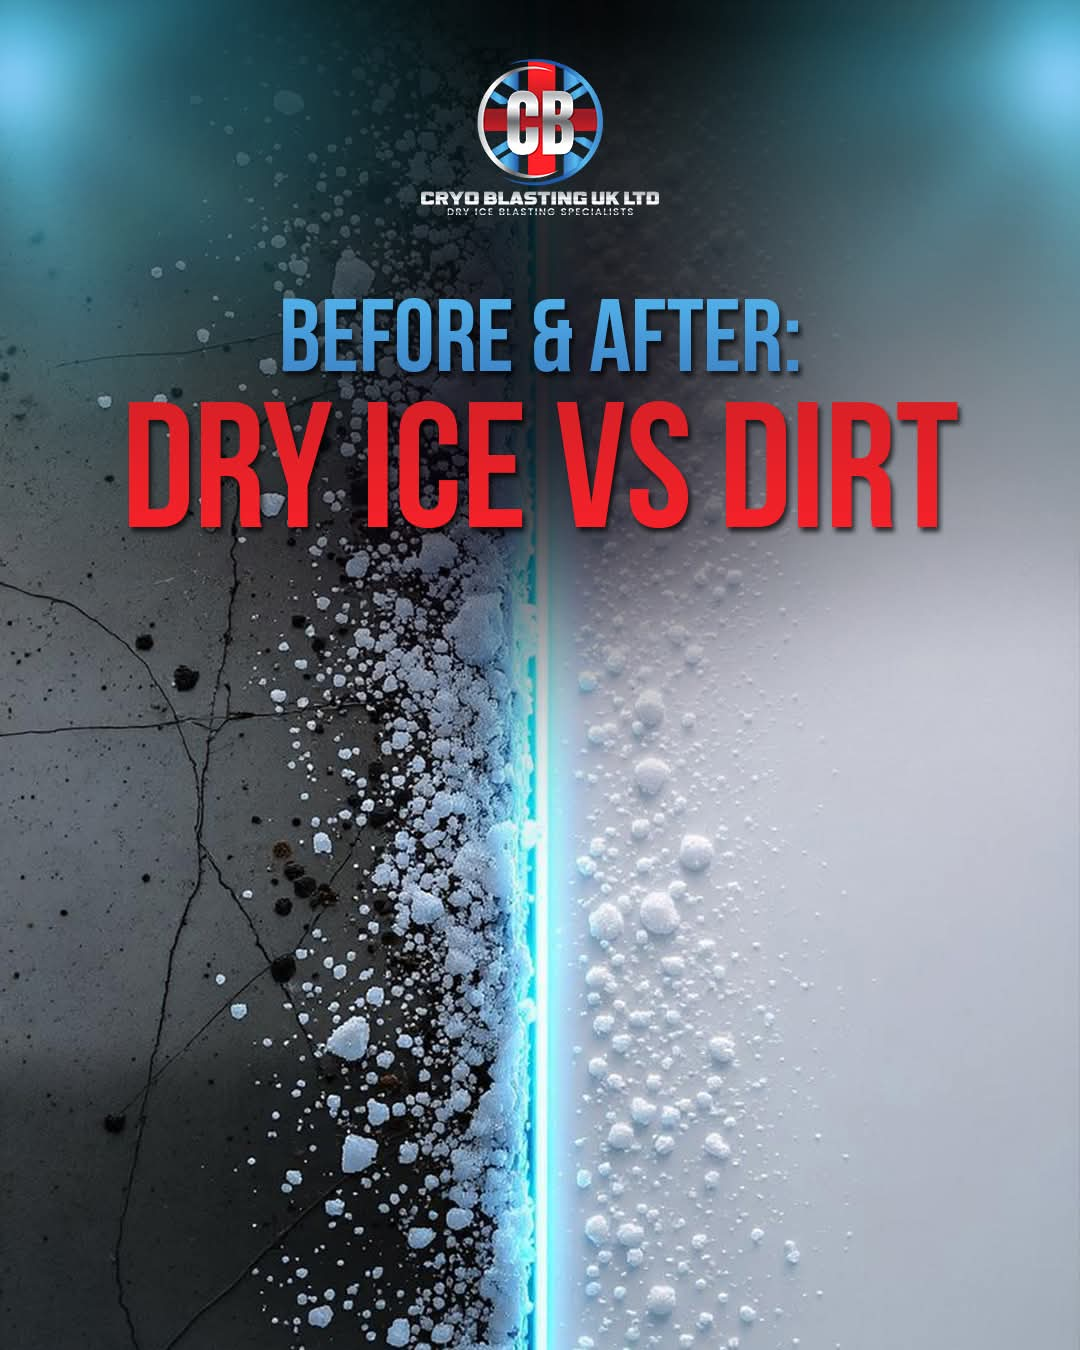 CB
CRYO BLASTING UK LTD
DRY ICE BLASTING SPECIALISTS
BEFORE & AFTER:
DRY ICE VS DIRT